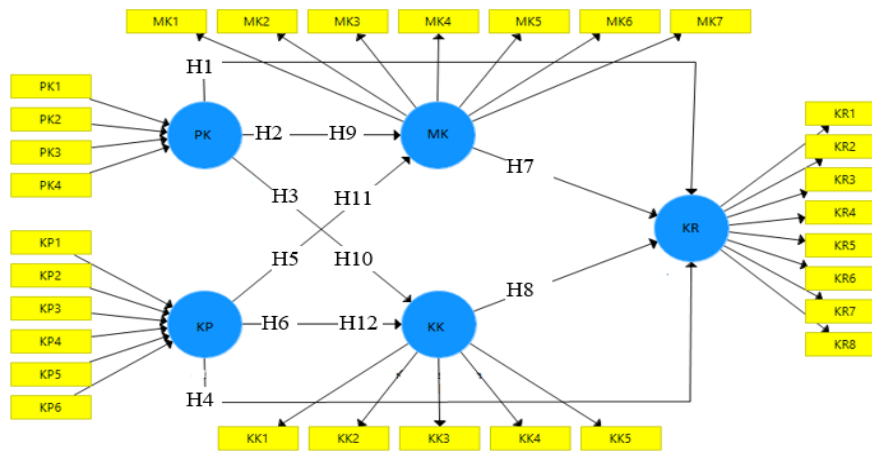 MK1 MK2 MK3 MK4 MK5 MK6 MK7
H1
PK1
PK2
PK3
PK4
PK
H2
H9
MK
H7
H3
H11
KR1
KR2
KR3
KR4
KR5
KR6
KR7
KR8
KR
KP1
KP2
KP3
KP4
KP5
KP6
H5
H10
H8
KP
H6
H12
KK
H4
KK1 KK2 KK3 KK4 KK5